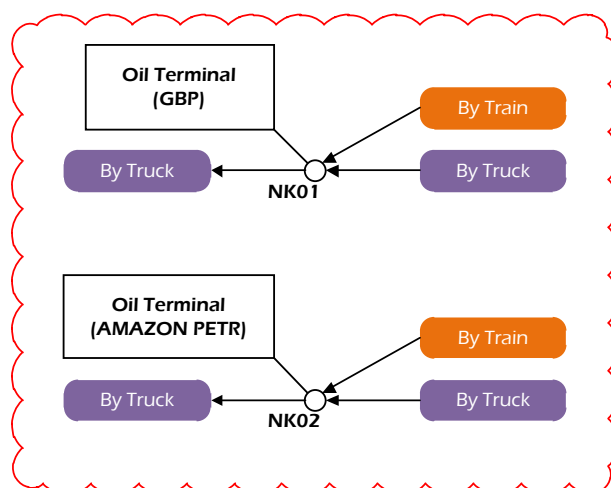 Oil Terminal
(GBP)
By Train
By Truck
By Truck
NK01
Oil Terminal
(AMAZON PETR)
By Train
By Truck
By Truck
NK02